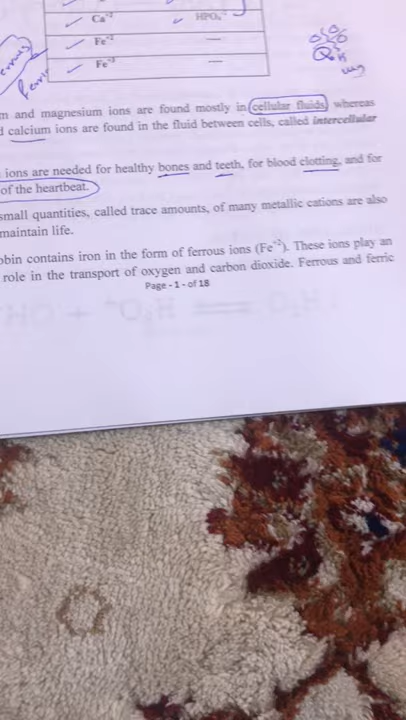 Ca⁺² HPO₄⁻²
Fe⁺²
Fe⁺³
m and magnesium ions are found mostly in cellular fluids, whereas
d calcium ions are found in the fluid between cells, called intercellular
ions are needed for healthy bones and teeth, for blood clotting, and for
of the heartbeat.
small quantities, called trace amounts, of many metallic cations are also
maintain life.
obin contains iron in the form of ferrous ions (Fe⁺²). These ions play an
role in the transport of oxygen and carbon dioxide. Ferrous and ferric
Page - 1 - of 18